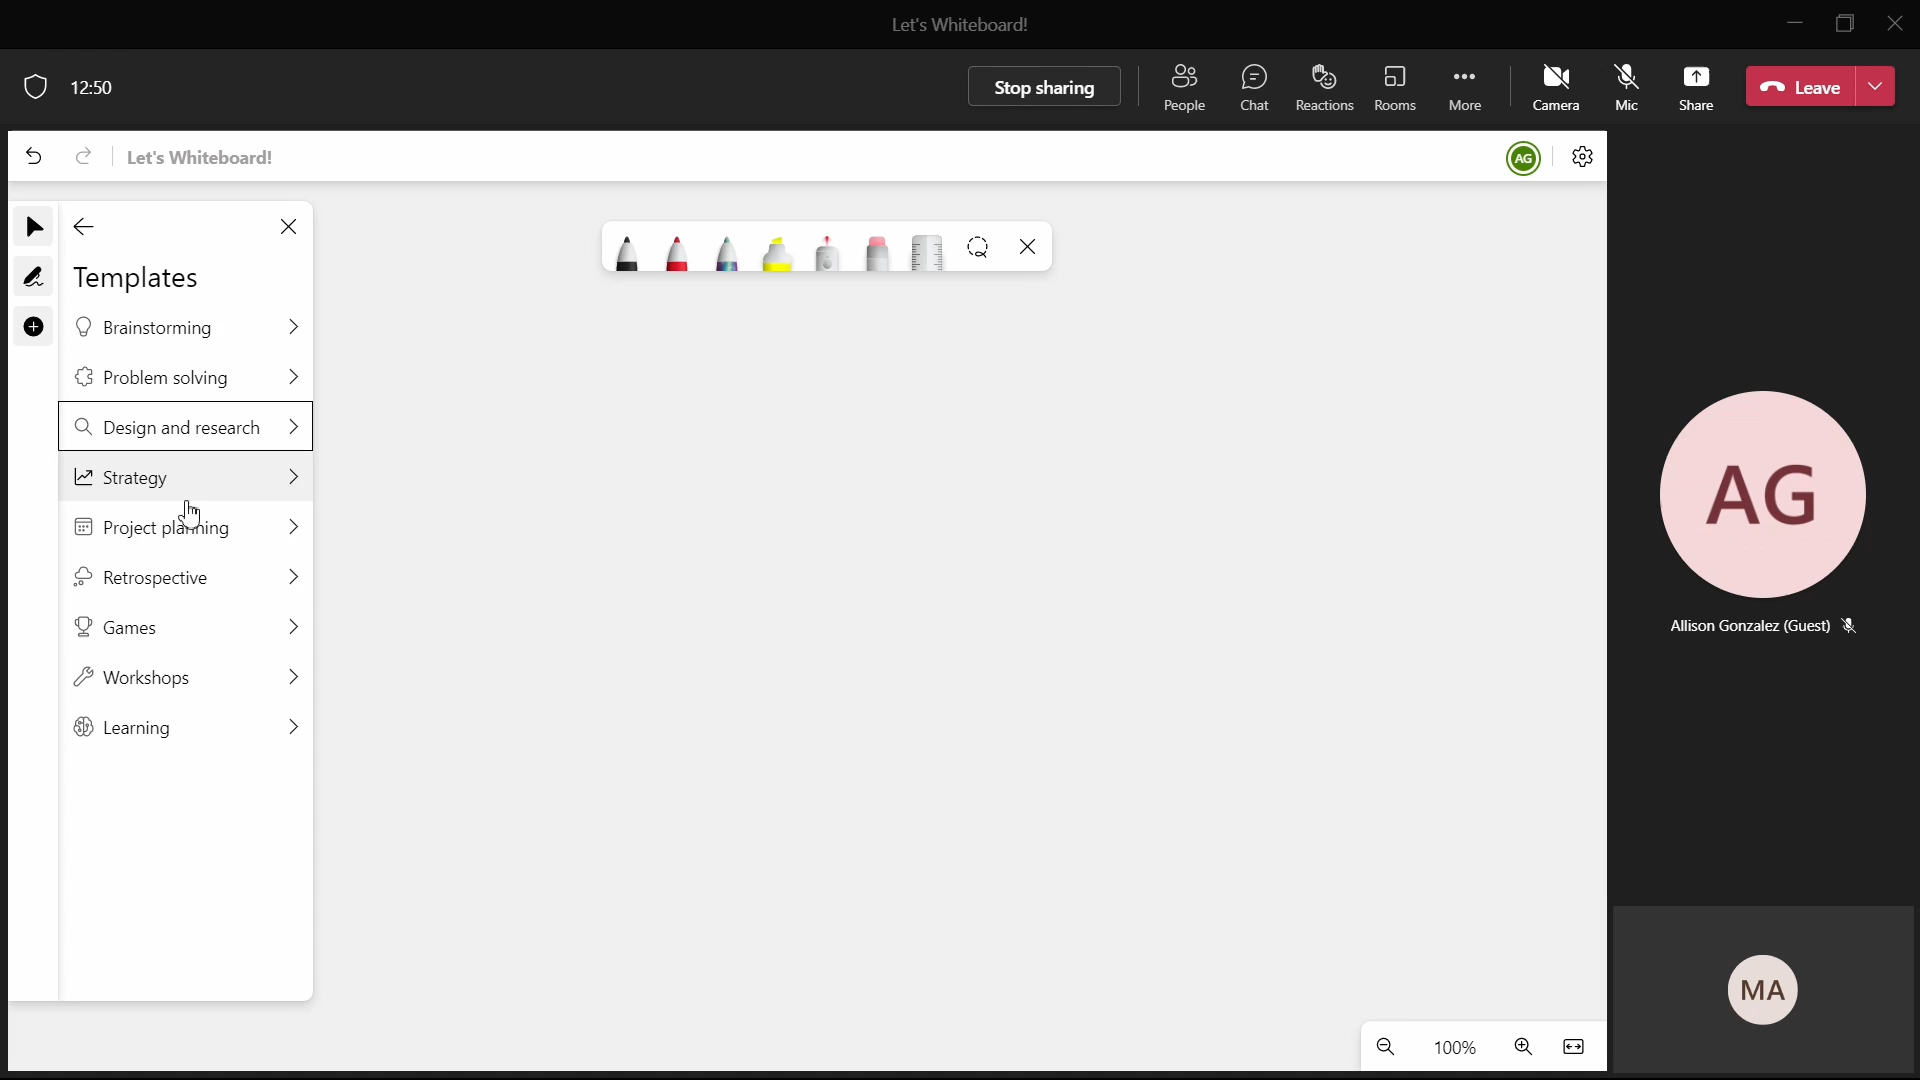 Let's Whiteboard!
12:50
Stop sharing
People
Chat
Reactions
Rooms
More
Camera
Mic
Share
Leave
Let's Whiteboard!
AG
Templates
Brainstorming
Problem solving
Design and research
Strategy
Project planning
Retrospective
Games
Workshops
Learning
AG
Allison Gonzalez (Guest)
MA
100%